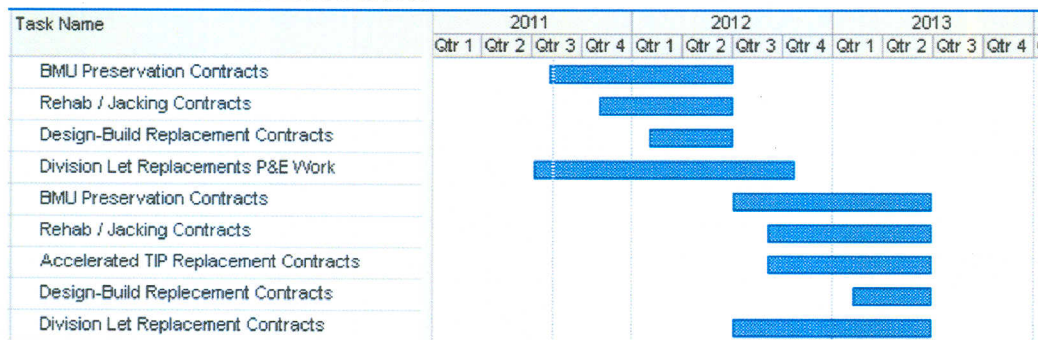 Task Name 2011 2012 2013
Qtr 1 Qtr 2 Qtr 3 Qtr 4 Qtr 1 Qtr 2 Qtr 3 Qtr 4 Qtr 1 Qtr 2 Qtr 3 Qtr 4
BMU Preservation Contracts
Rehab / Jacking Contracts
Design-Build Replacement Contracts
Division Let Replacements P&E Work
BMU Preservation Contracts
Rehab / Jacking Contracts
Accelerated TIP Replacement Contracts
Design-Build Replecement Contracts
Division Let Replacement Contracts